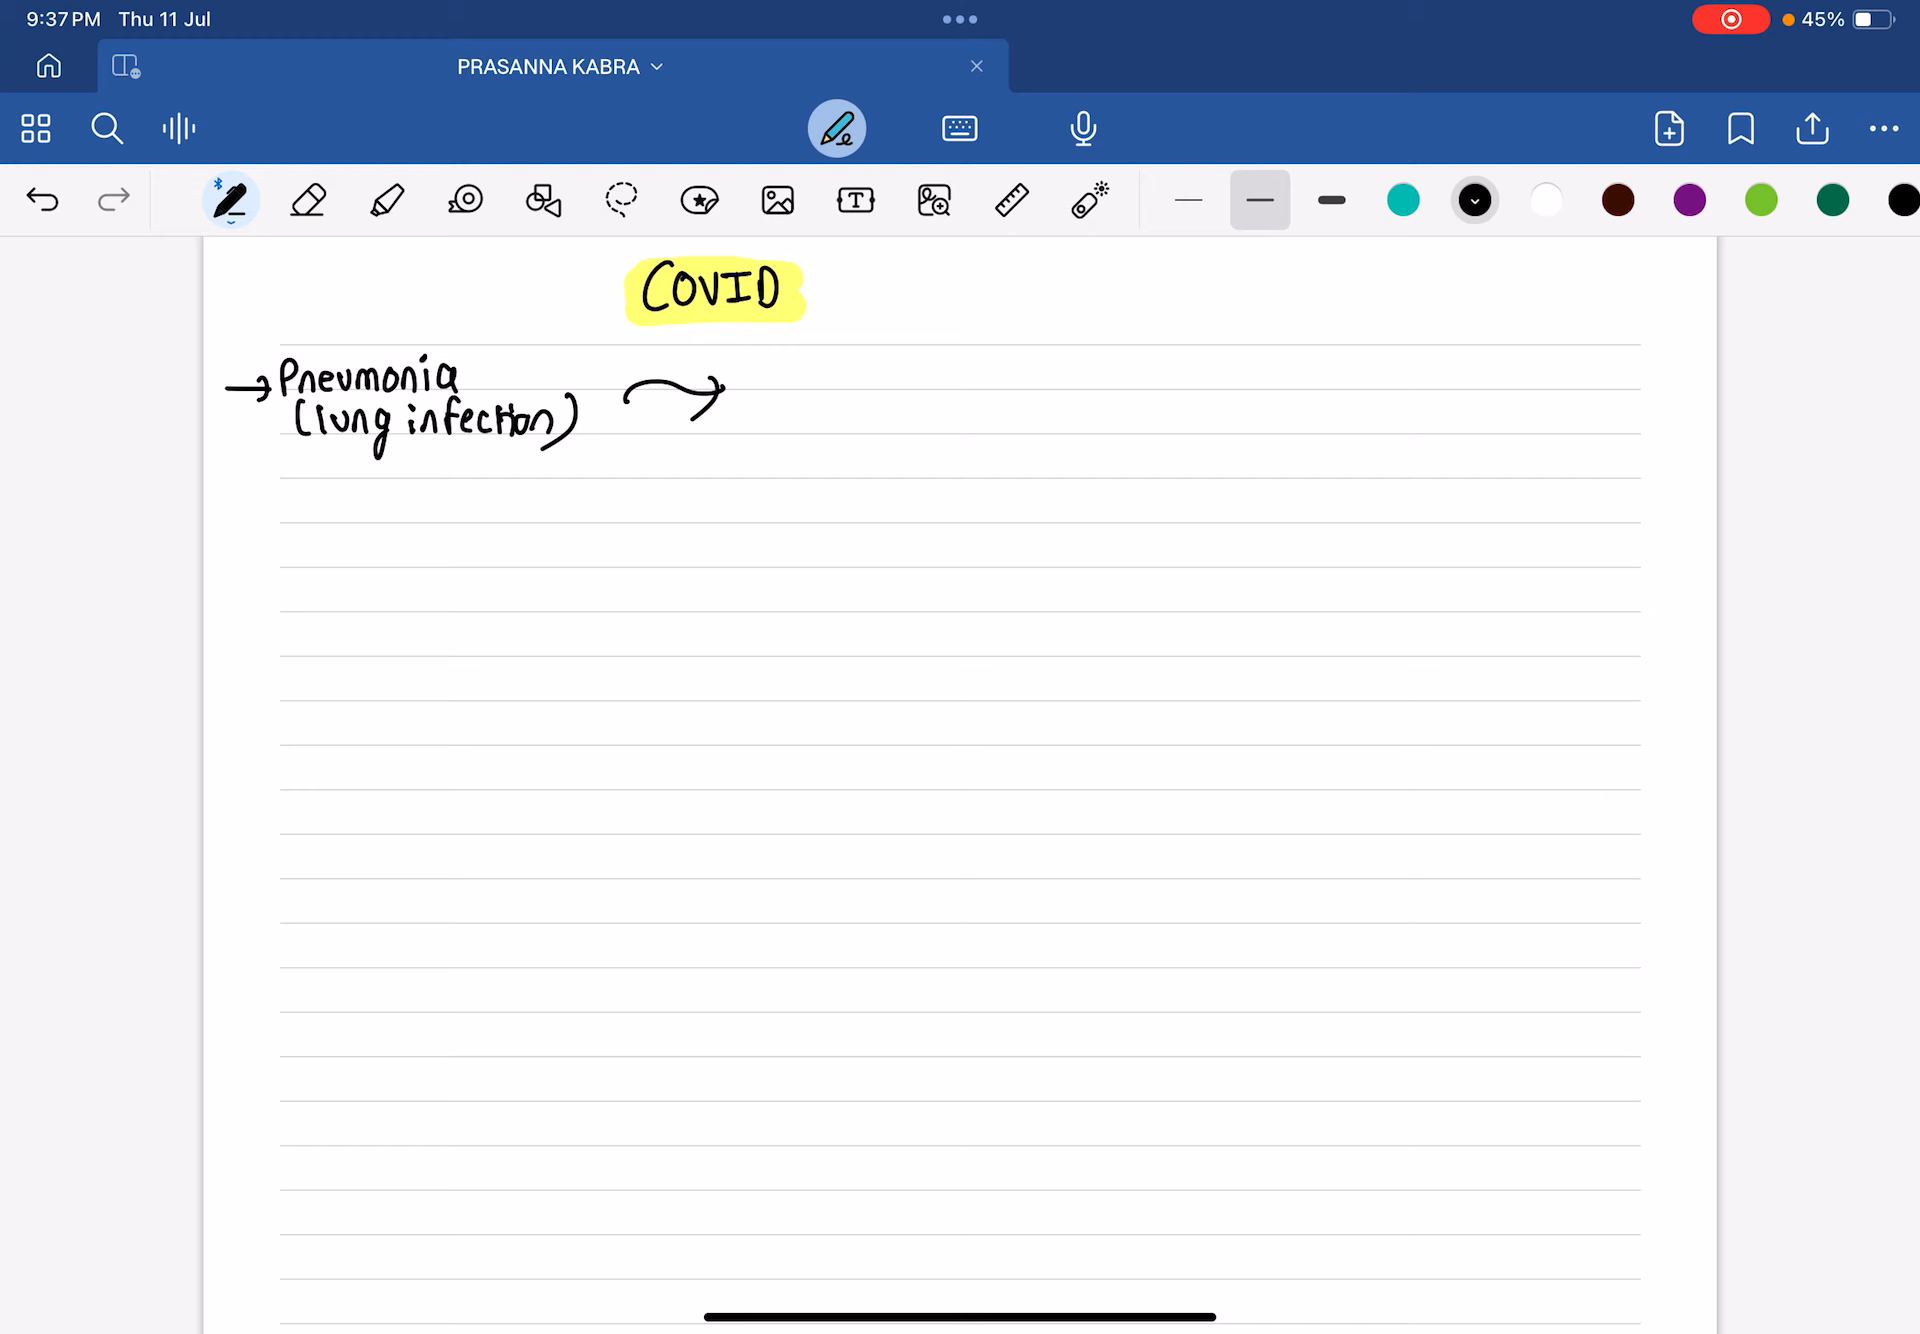 9:37 PM Thu 11 Jul
45%
PRASANNA KABRA
COVID
→ Pneumonia
(lung infection) →